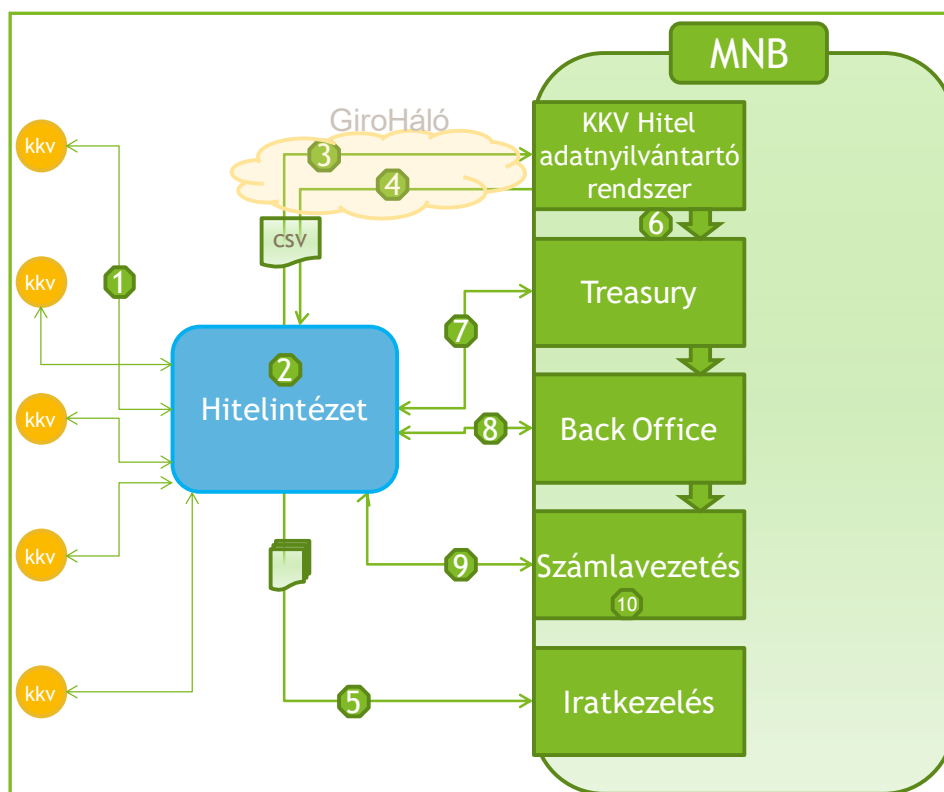 MNB
GiroHáló
KKV Hitel
adatnyilvántartó
rendszer
kkv
3
4
6
CSV
kkv
1
Treasury
7
2
Hitelintézet
kkv
8
Back Office
kkv
9
Számlavezetés
10
kkv
5
Iratkezelés